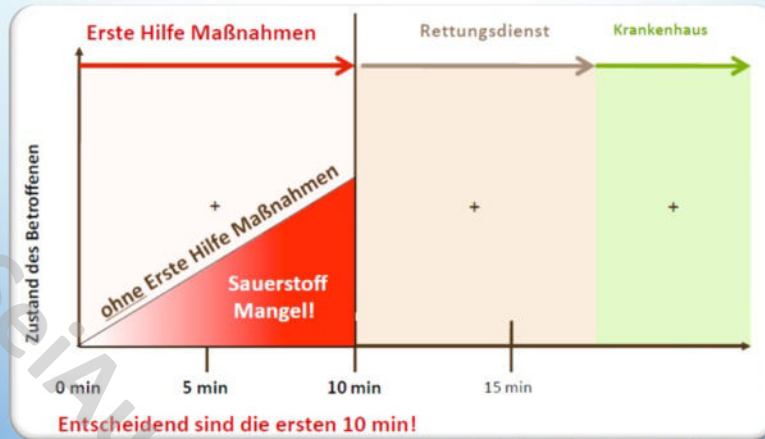 Erste Hilfe Maßnahmen
Rettungsdienst
Krankenhaus
Zustand des Betroffenen
+
+
+
ohne Erste Hilfe Maßnahmen
Sauerstoff
Mangel!
0 min
5 min
10 min
15 min
Entscheidend sind die ersten 10 min!